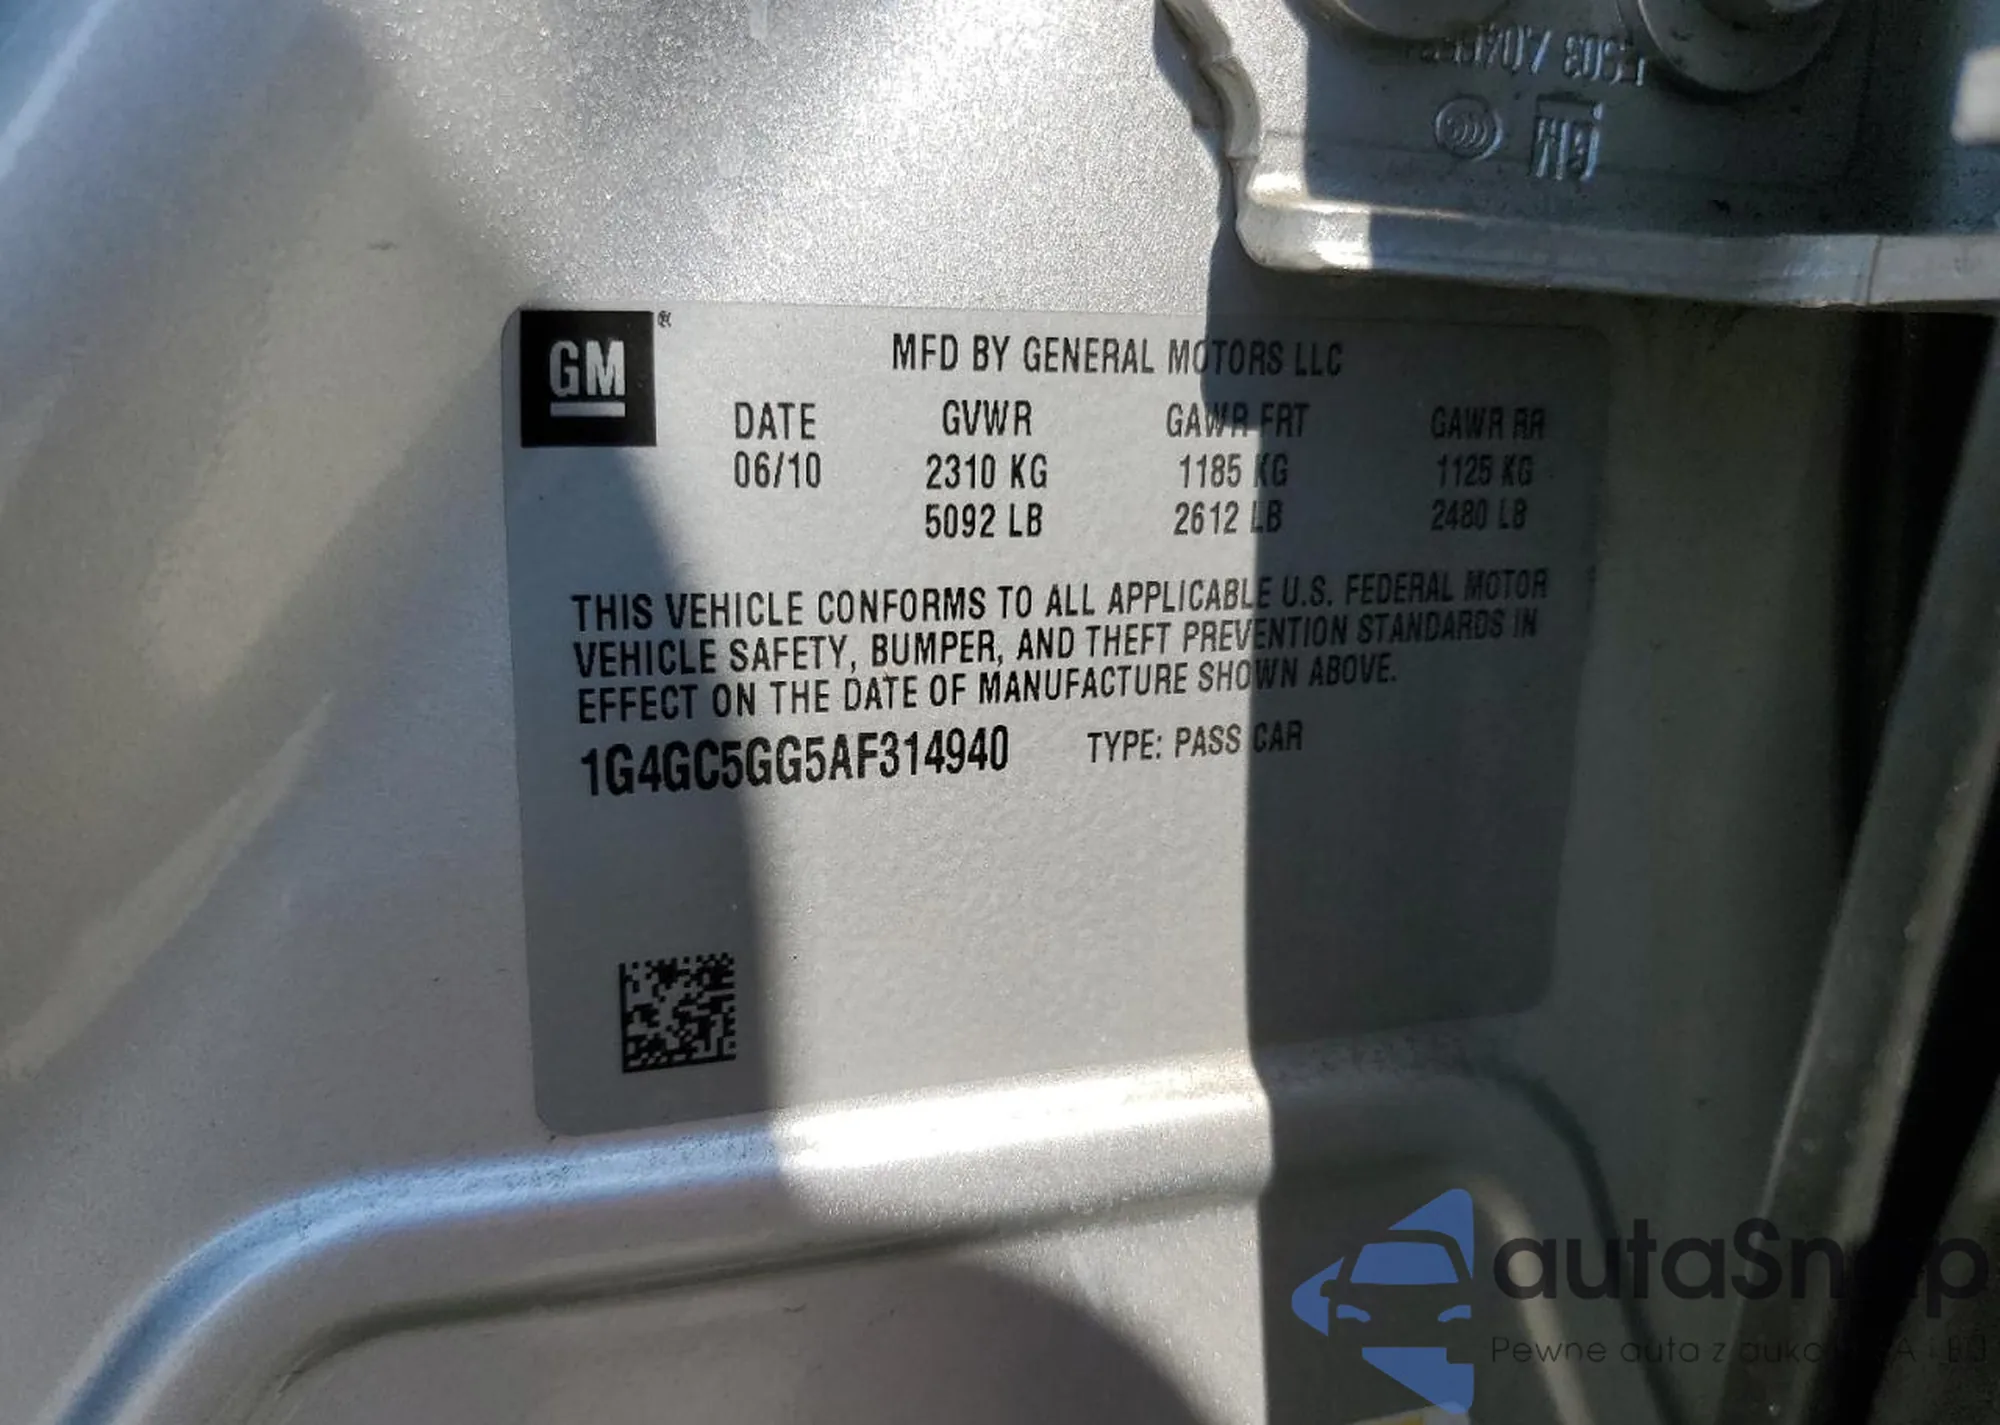 GM
MFD BY GENERAL MOTORS LLC
DATE GVWR GAWR FRT GAWR RR
06/10 2310 KG 1185 KG 1125 KG
5092 LB 2612 LB 2480 LB
THIS VEHICLE CONFORMS TO ALL APPLICABLE U.S. FEDERAL MOTOR
VEHICLE SAFETY, BUMPER, AND THEFT PREVENTION STANDARDS IN
EFFECT ON THE DATE OF MANUFACTURE SHOWN ABOVE.
1G4GC5GG5AF314940 TYPE: PASS CAR
Pewne auta z